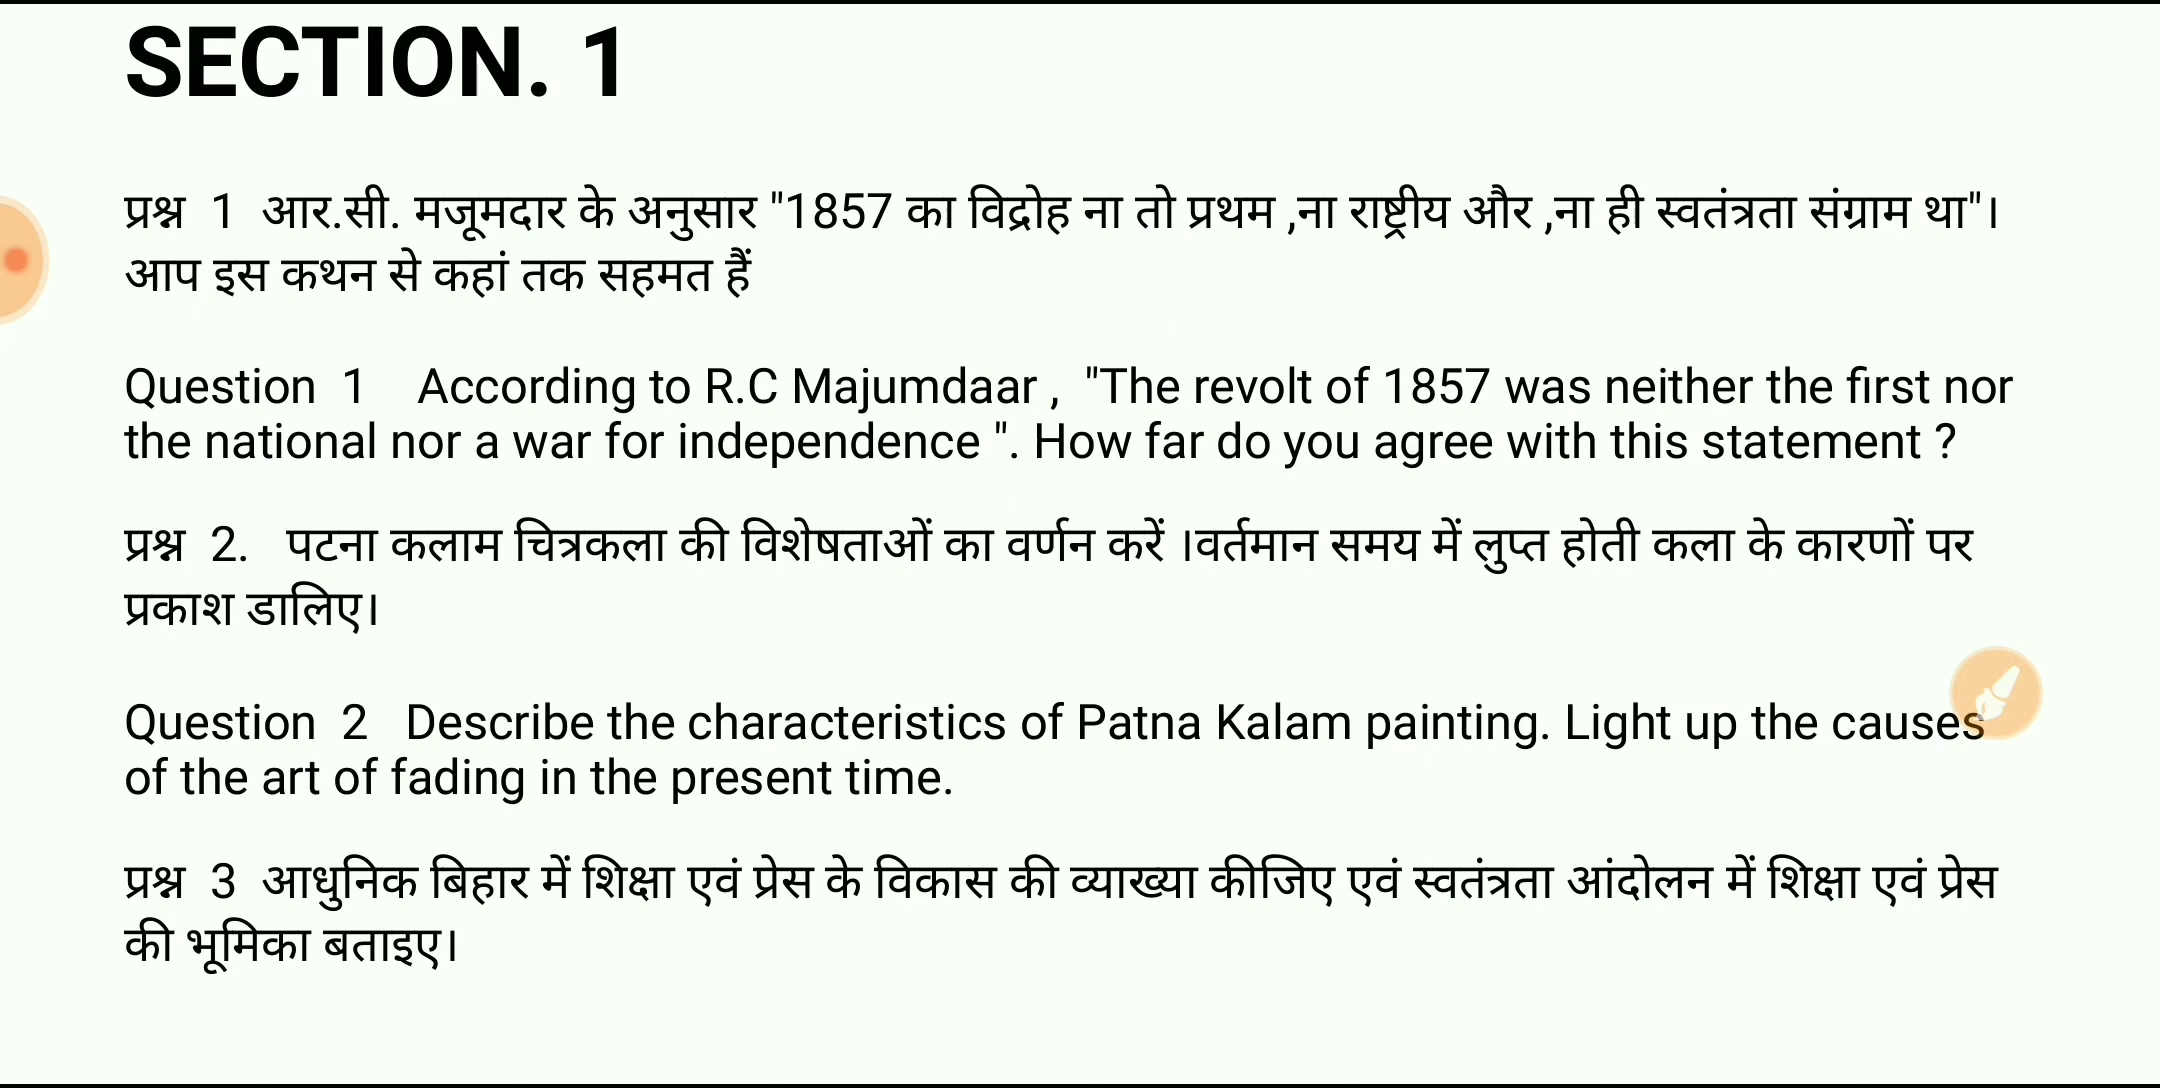 SECTION. 1
प्रश्न 1 आर.सी. मजूमदार के अनुसार "1857 का विद्रोह ना तो प्रथम ,ना राष्ट्रीय और ,ना ही स्वतंत्रता संग्राम था"।
आप इस कथन से कहां तक सहमत हैं
Question 1 According to R.C Majumdaar , "The revolt of 1857 was neither the first nor
the national nor a war for independence ". How far do you agree with this statement ?
प्रश्न 2. पटना कलाम चित्रकला की विशेषताओं का वर्णन करें ।वर्तमान समय में लुप्त होती कला के कारणों पर
प्रकाश डालिए।
Question 2 Describe the characteristics of Patna Kalam painting. Light up the causes
of the art of fading in the present time.
प्रश्न 3 आधुनिक बिहार में शिक्षा एवं प्रेस के विकास की व्याख्या कीजिए एवं स्वतंत्रता आंदोलन में शिक्षा एवं प्रेस
की भूमिका बताइए।